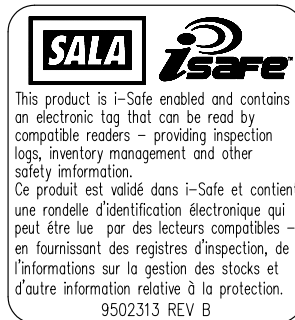 SALA isafe™
This product is i-Safe enabled and contains
an electronic tag that can be read by
compatible readers – providing inspection
logs, inventory management and other
safety imformation.
Ce produit est validé dans i-Safe et contient
une rondelle d'identification électronique qui
peut étre lue par des lecteurs compatibles –
en fournissant des registres d'inspection, de
l'informations sur la gestion des stocks et
d'autre information relative à la protection.
9502313 REV B